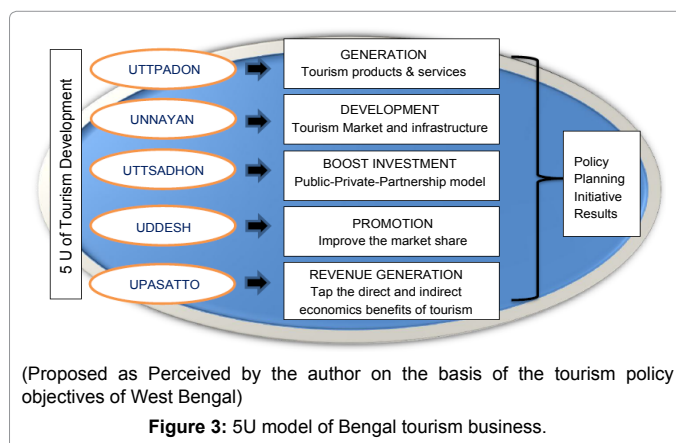 5 U of Tourism Development
UTTPADON
GENERATION
Tourism products & services
UNNAYAN
DEVELOPMENT
Tourism Market and infrastructure
UTTSADHON
BOOST INVESTMENT
Public-Private-Partnership model
UDDESH
PROMOTION
Improve the market share
UPASATTO
REVENUE GENERATION
Tap the direct and indirect
economics benefits of tourism
Policy
Planning
Initiative
Results
(Proposed as Perceived by the author on the basis of the tourism policy
objectives of West Bengal)
Figure 3: 5U model of Bengal tourism business.